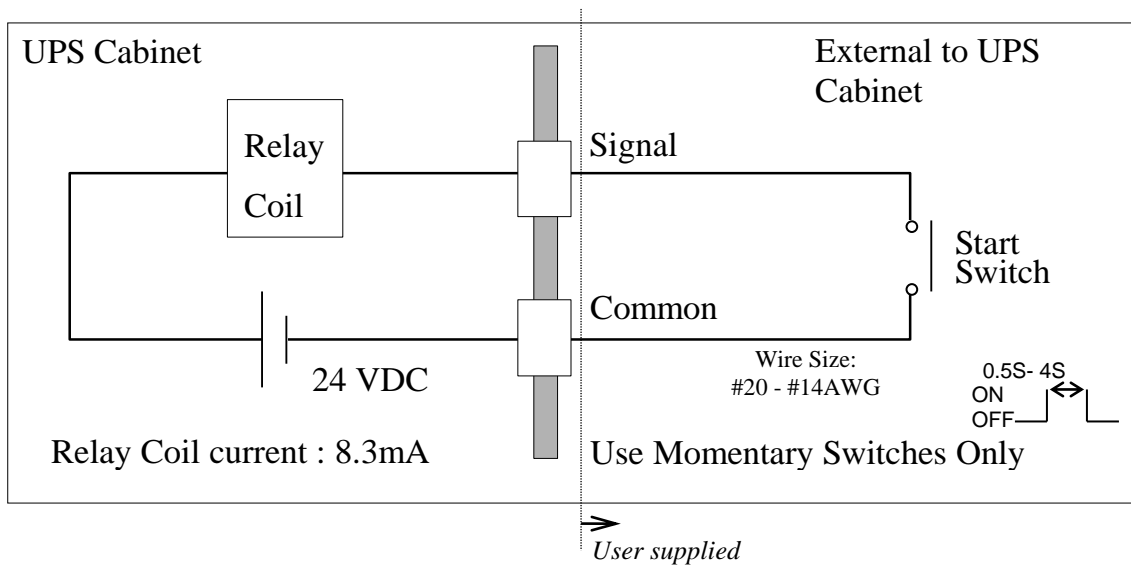 UPS Cabinet
External to UPS
Cabinet
Relay
Coil
Signal
Start
Switch
Common
24 VDC
Wire Size:
#20 - #14AWG
0.5S- 4S
ON
OFF
Relay Coil current : 8.3mA
Use Momentary Switches Only
User supplied